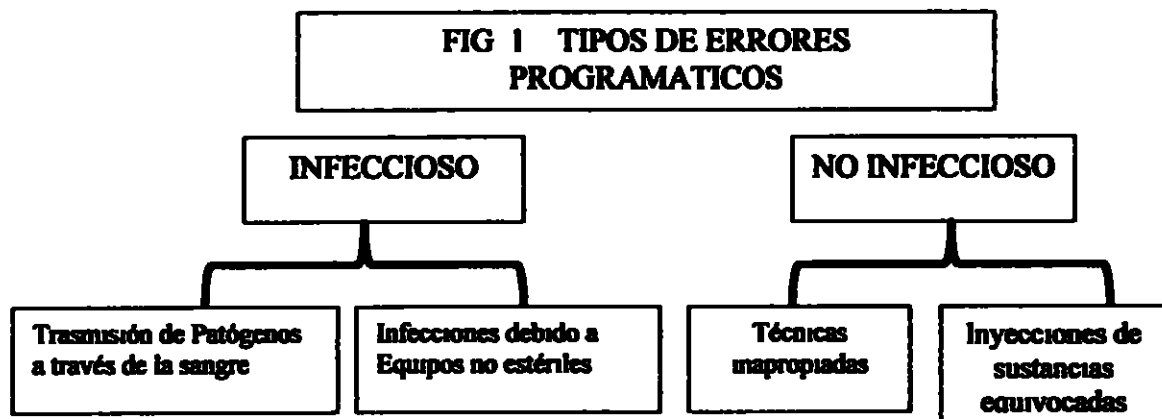 FIG 1 TIPOS DE ERRORES
PROGRAMATICOS
INFECCIOSO
NO INFECCIOSO
Trasmisión de Patógenos
a través de la sangre
Infecciones debido a
Equipos no estériles
Técnicas
inapropiadas
Inyecciones de
sustancias
equivocadas